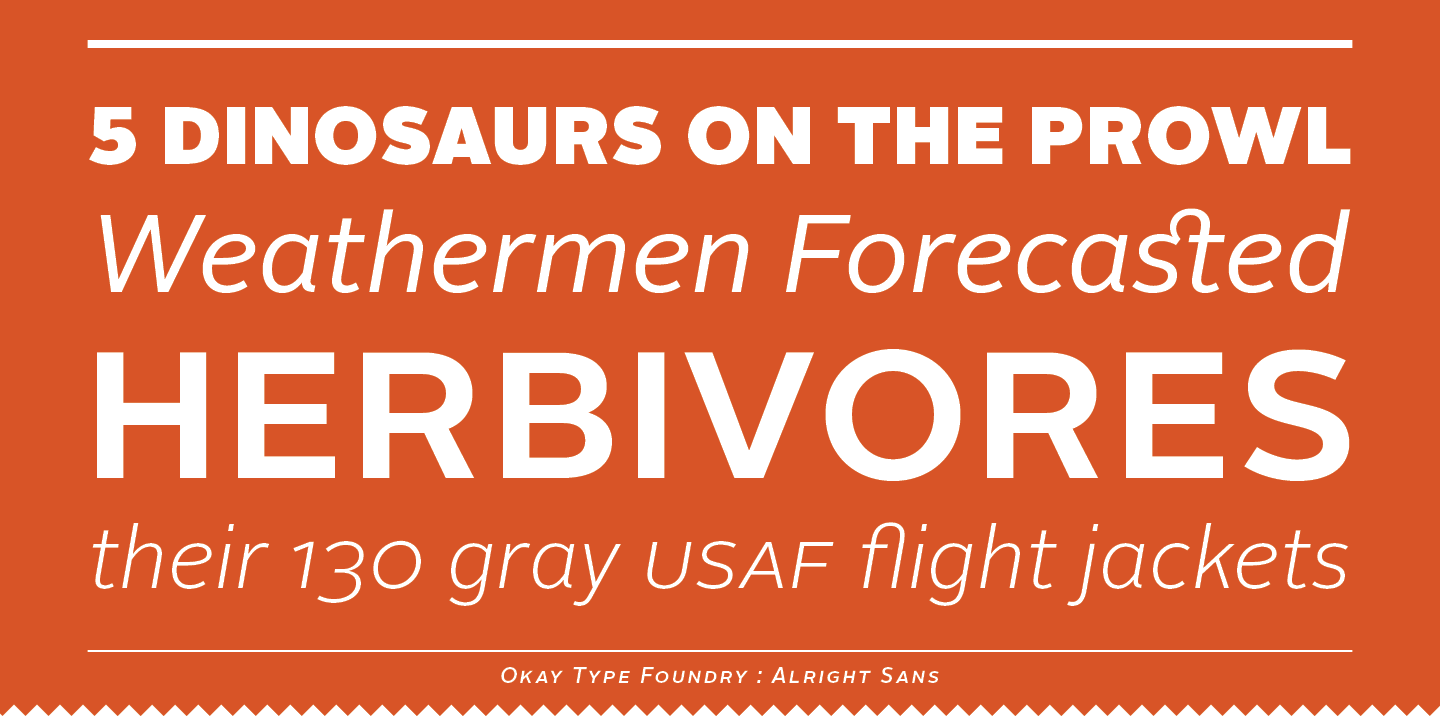 5 DINOSAURS ON THE PROWL
Weathermen Forecasted
HERBIVORES
their 130 gray USAF flight jackets
Okay Type Foundry : Alright Sans